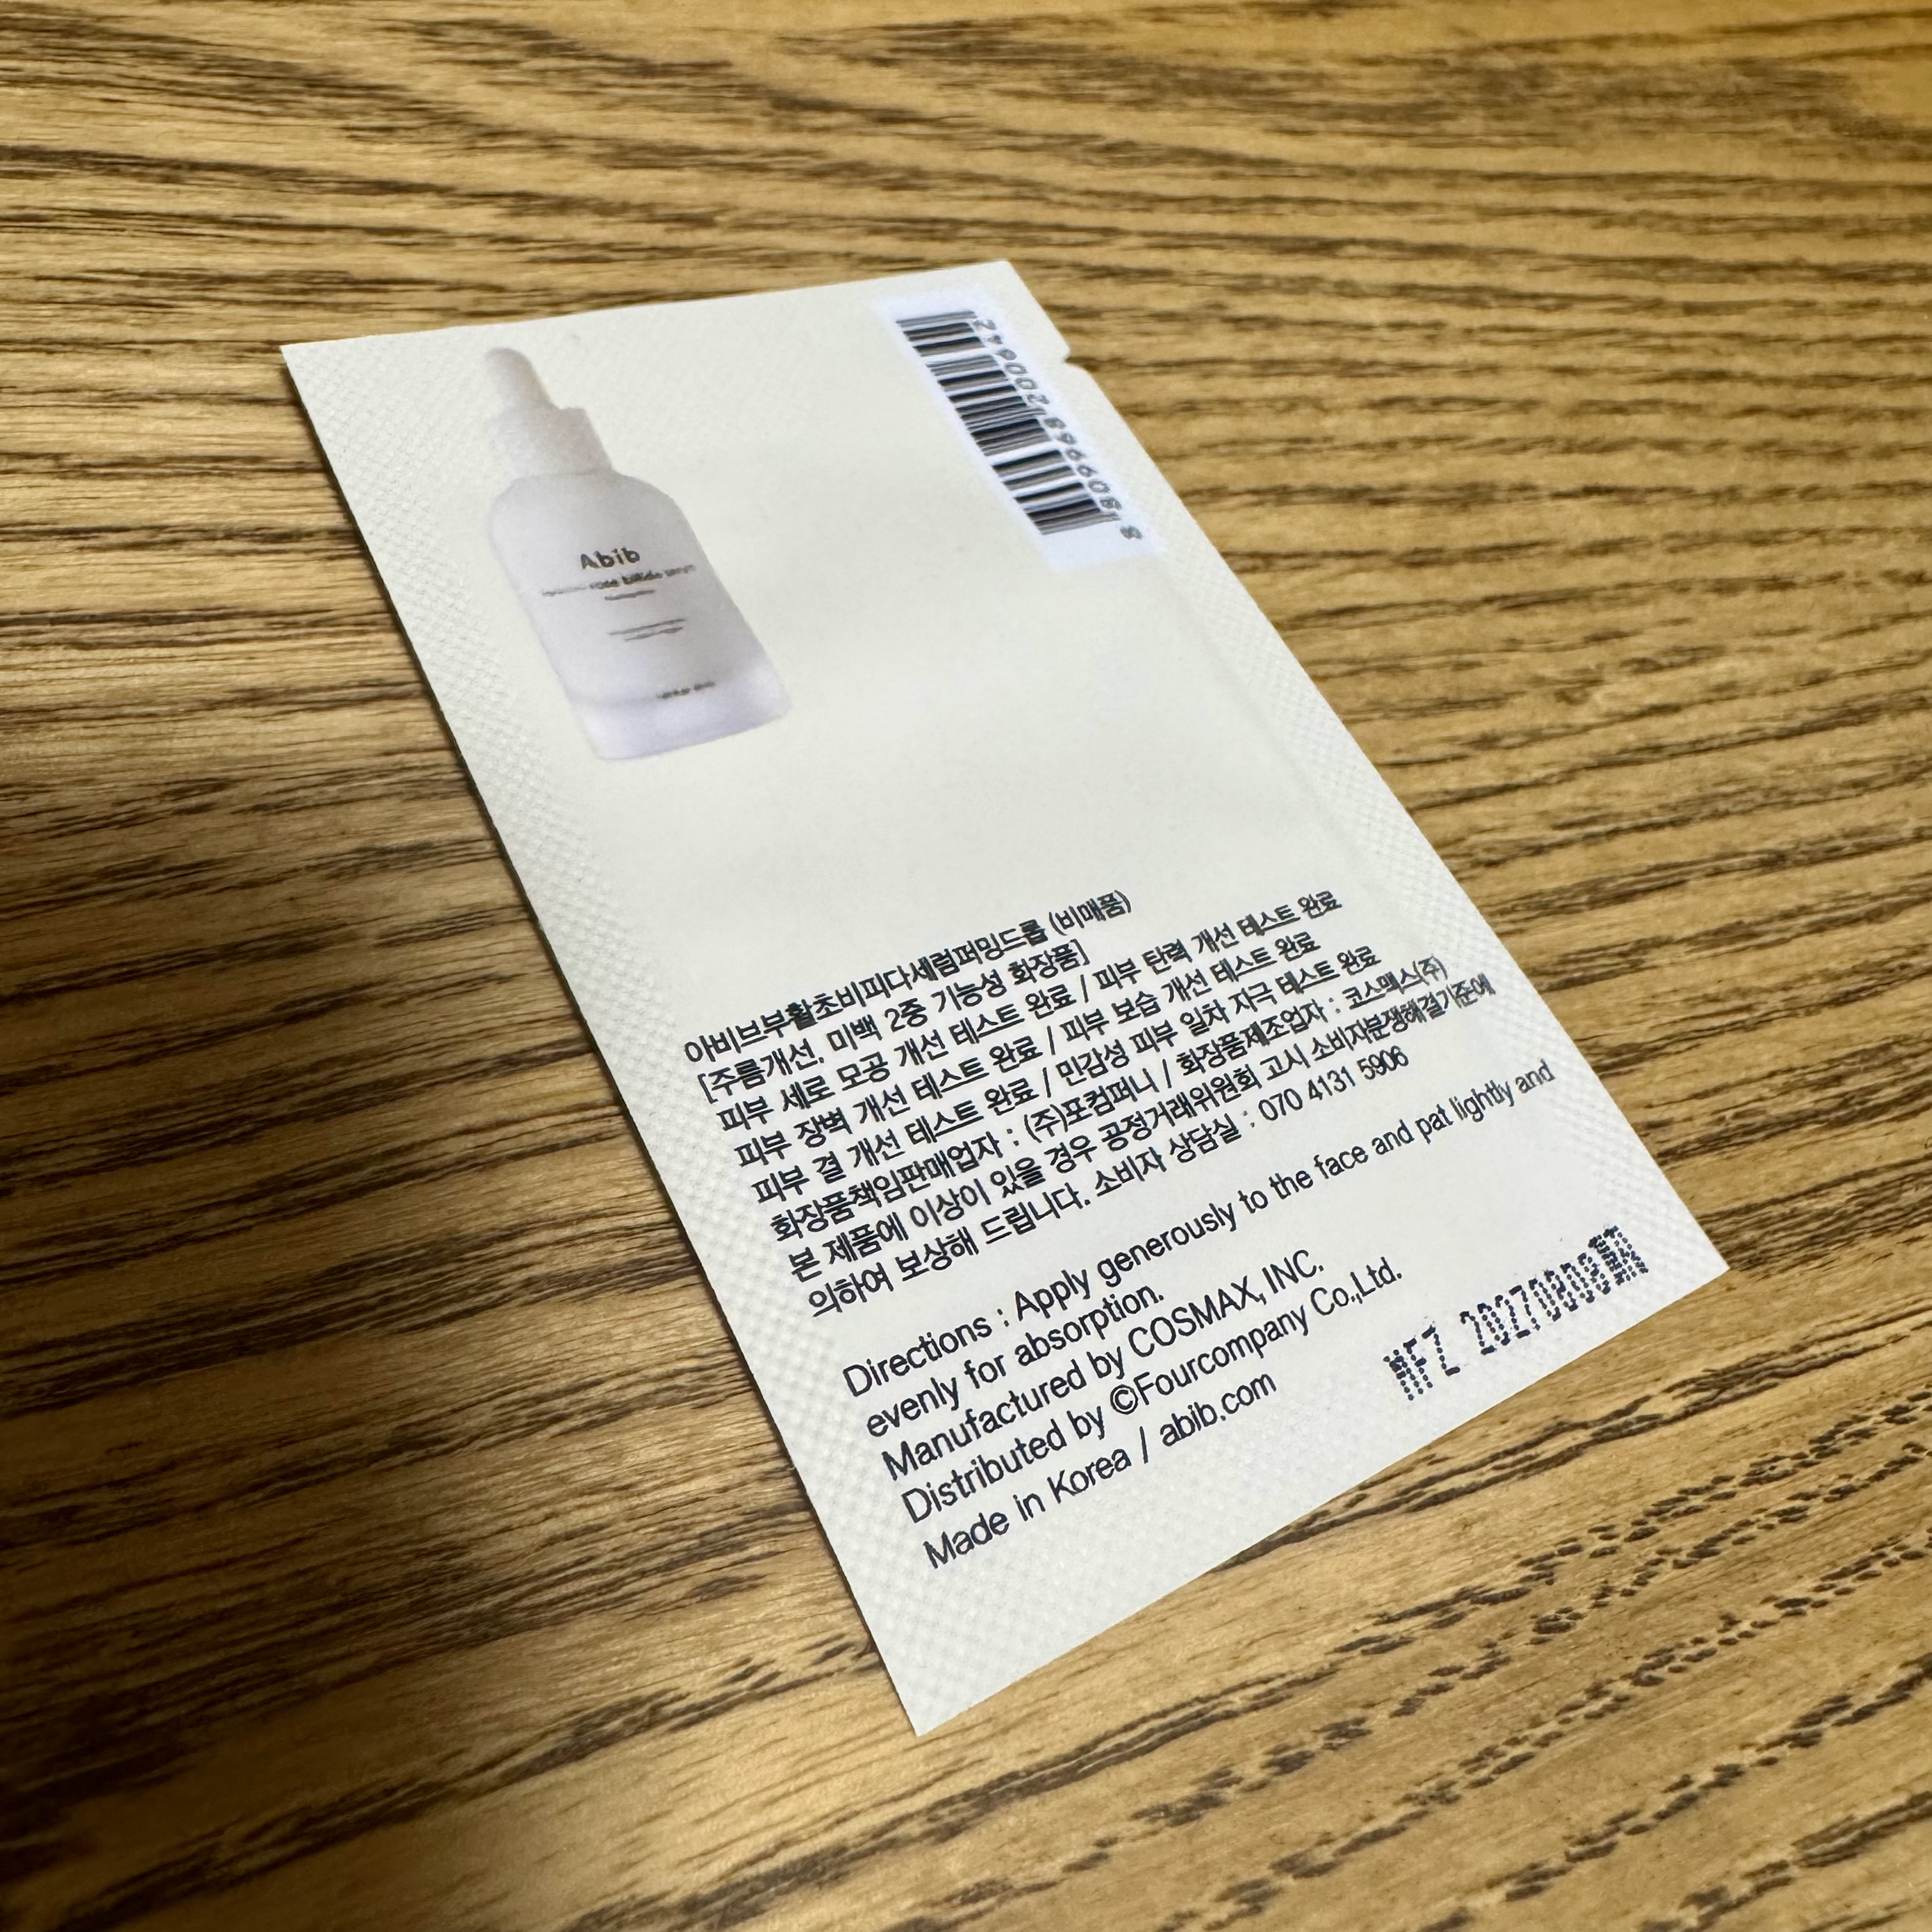 Abib
rose bifida serum
8 809968 200642
아비브부활초비피다세럼퍼밍드롭 (비매품)
[주름개선, 미백 2중 기능성 화장품]
피부 세로 모공 개선 테스트 완료 / 피부 탄력 개선 테스트 완료
피부 장벽 개선 테스트 완료 / 피부 보습 개선 테스트 완료
피부 결 개선 테스트 완료 / 민감성 피부 일차 자극 테스트 완료
화장품책임판매업자 : (주)포컴퍼니 / 화장품제조업자 : 코스맥스(주)
본 제품에 이상이 있을 경우 공정거래위원회 고시 소비자분쟁해결기준에
의하여 보상해 드립니다. 소비자 상담실 : 070 4131 5906
Directions : Apply generously to the face and pat lightly and
evenly for absorption.
Manufactured by COSMAX, INC.
Distributed by ©Fourcompany Co.,Ltd.
Made in Korea / abib.com